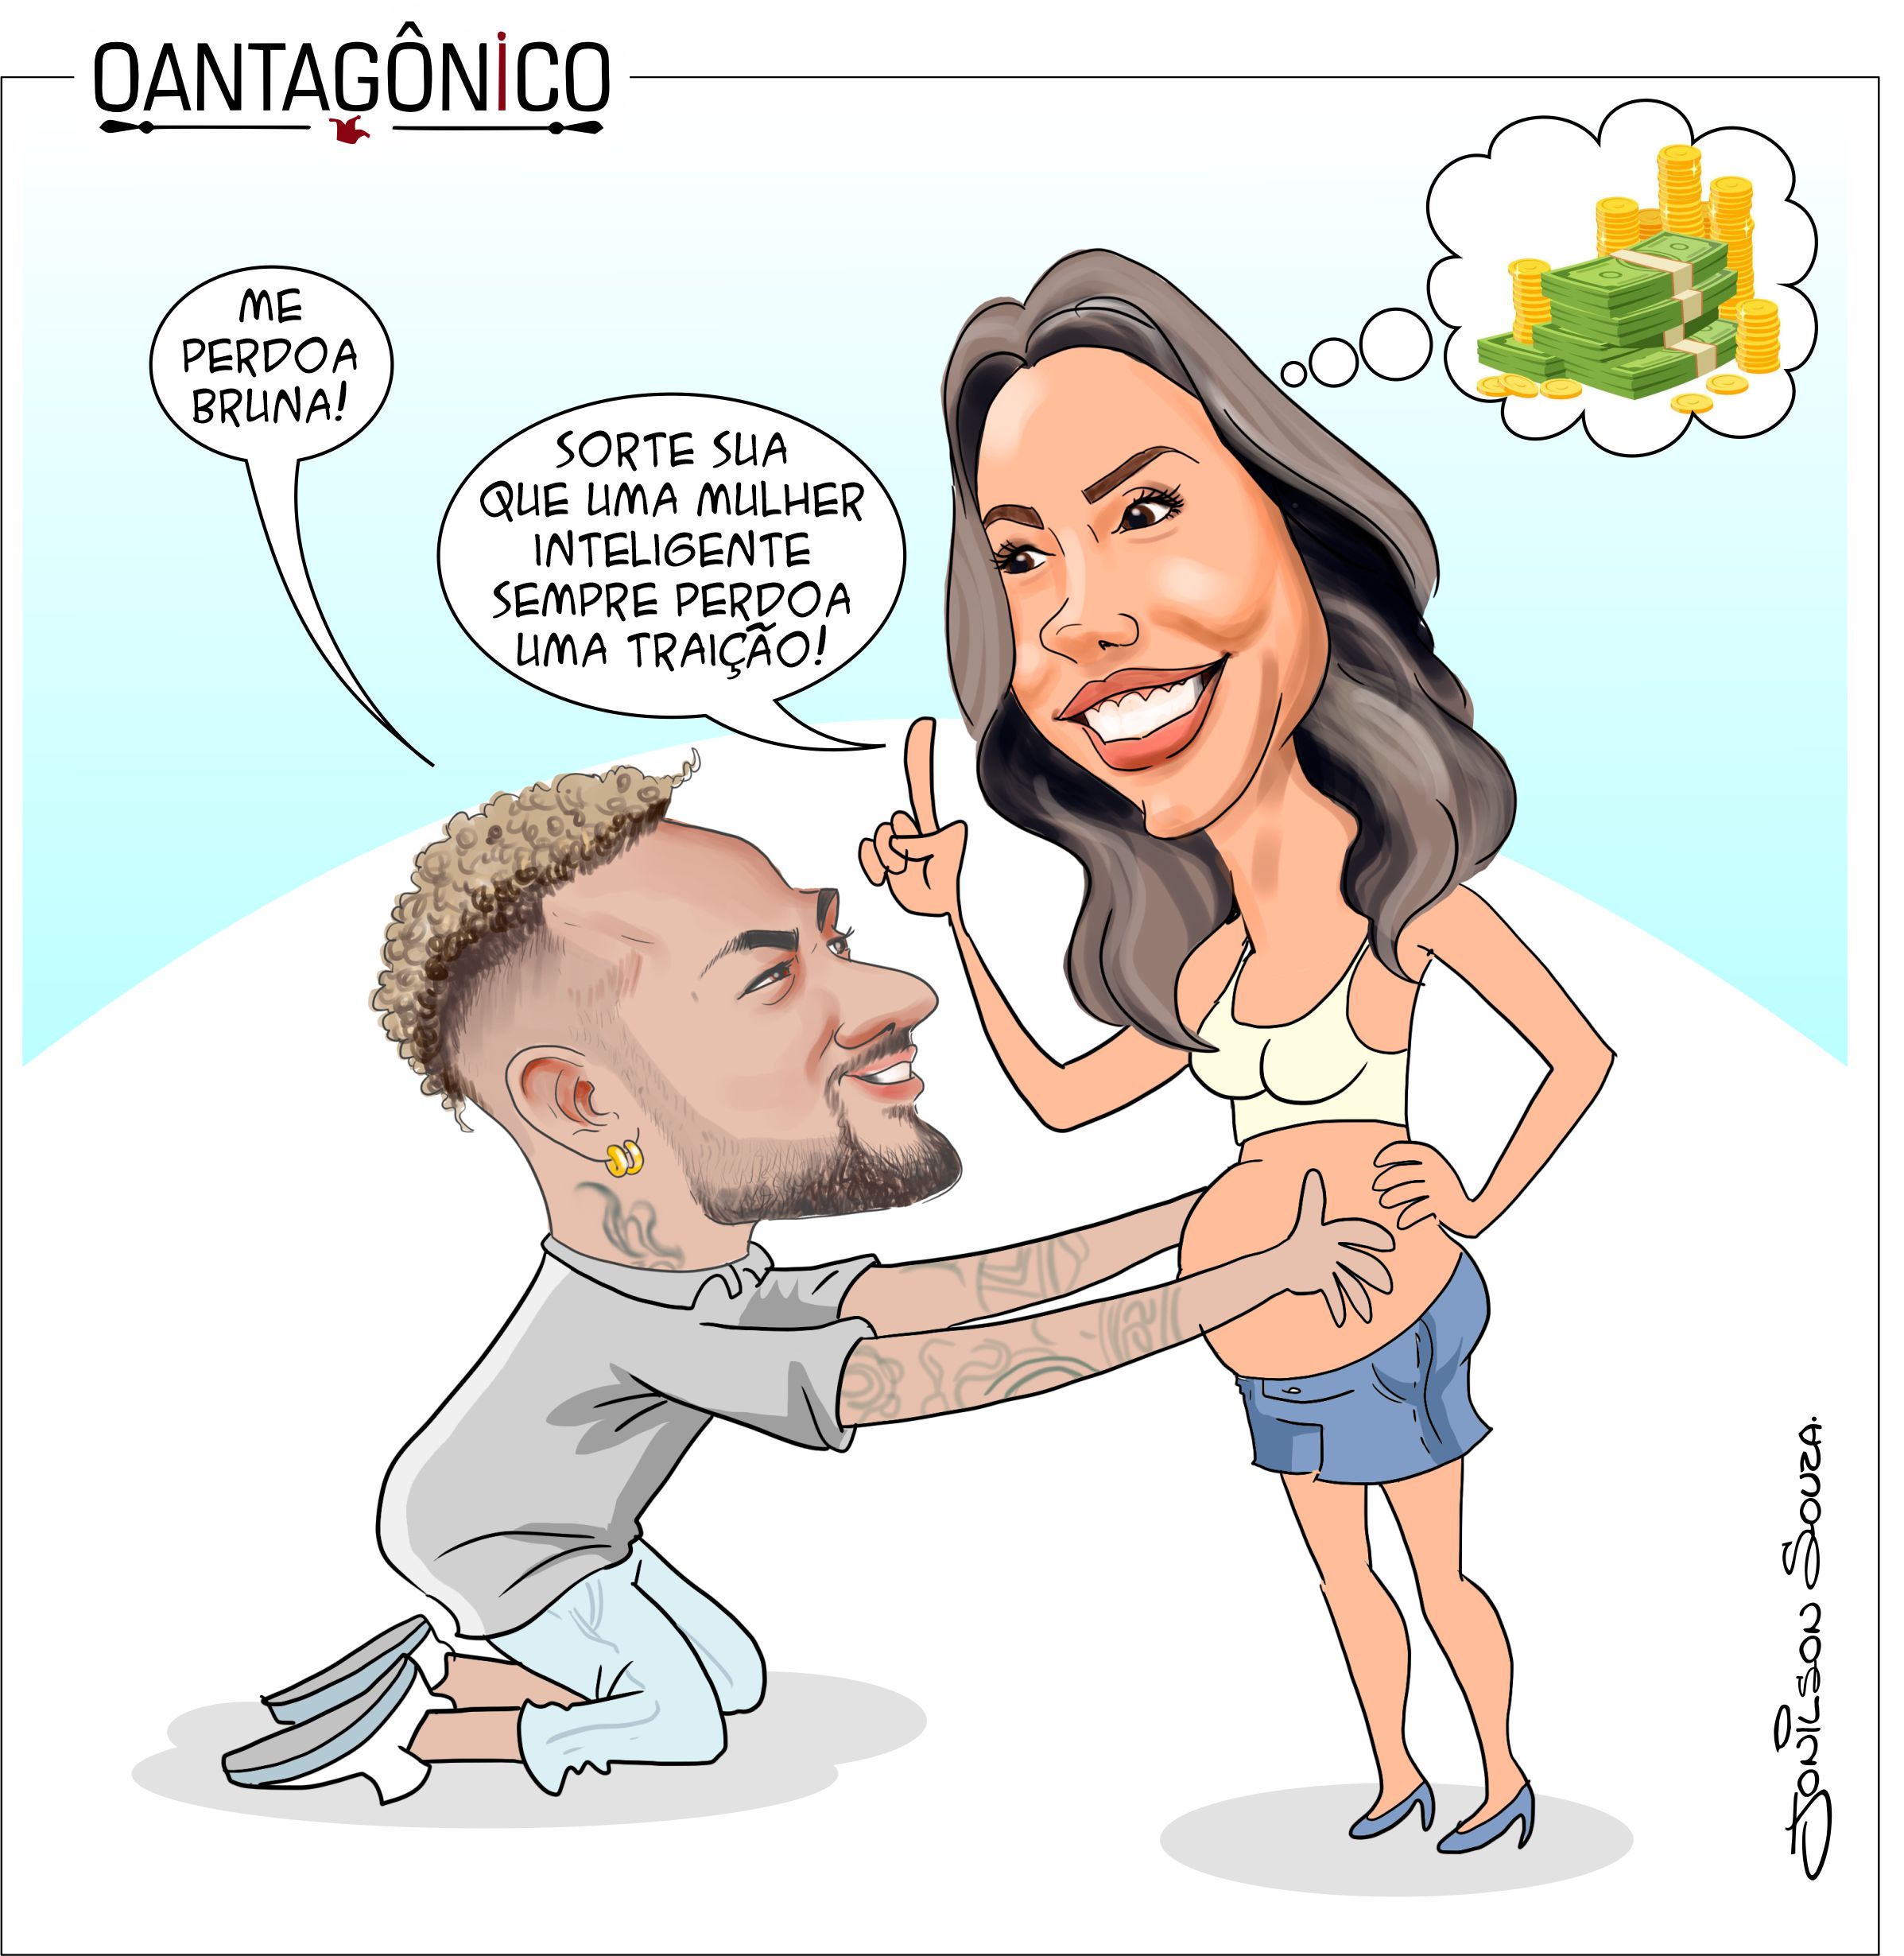 OANTAGÔNiCO
ME
PERDOA
BRUNA!
SORTE SUA
QUE UMA MULHER
INTELIGENTE
SEMPRE PERDOA
UMA TRAIÇÃO!
JONILSON SOUZA.